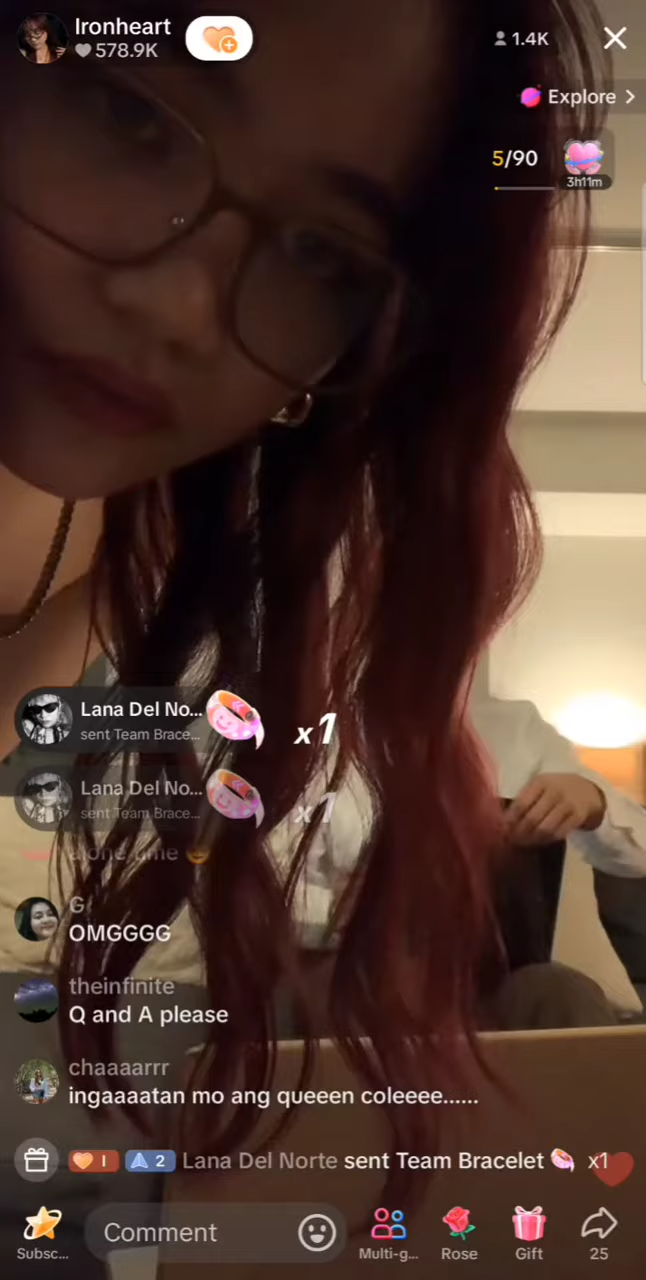 Ironheart
578.9K
1.4K
Explore
5/90
3h11m
Lana Del No...
sent Team Brace...
x1
Lana Del No...
sent Team Brace...
x1
alone time
G
OMGGGG
theinfinite
Q and A please
chaaaarrr
ingaaaatan mo ang queeen coleeee......
I
2
Lana Del Norte sent Team Bracelet x1
Comment
Subsc...
Multi-g...
Rose
Gift
25